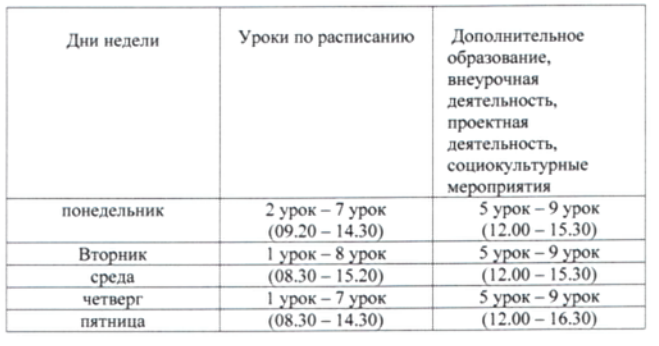 Дни недели
Уроки по расписанию
Дополнительное
образование,
внеурочная
деятельность,
проектная
деятельность,
социокультурные
мероприятия
понедельник
2 урок – 7 урок
(09.20 – 14.30)
5 урок – 9 урок
(12.00 – 15.30)
Вторник
1 урок – 8 урок
5 урок – 9 урок
среда
(08.30 – 15.20)
(12.00 – 15.30)
четверг
1 урок – 7 урок
5 урок – 9 урок
пятница
(08.30 – 14.30)
(12.00 – 16.30)